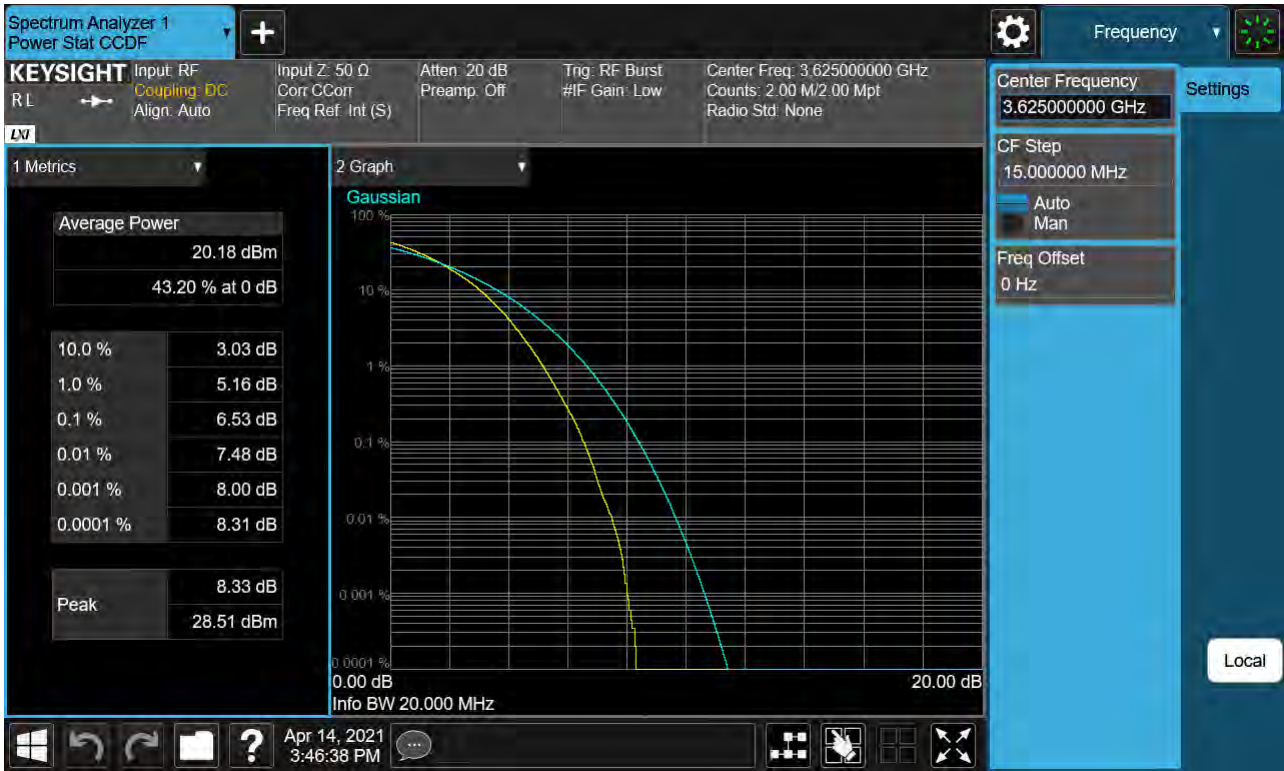 Spectrum Analyzer 1
Power Stat CCDF
Frequency
KEYSIGHT
RL
LXI
Input: RF
Coupling: DC
Align: Auto
Input Z: 50 Ω
Corr CCorr
Freq Ref: Int (S)
Atten: 20 dB
Preamp: Off
Trig: RF Burst
#IF Gain: Low
Center Freq: 3.625000000 GHz
Counts: 2.00 M/2.00 Mpt
Radio Std: None
1 Metrics
Average Power
20.18 dBm
43.20 % at 0 dB
10.0 % 3.03 dB
1.0 % 5.16 dB
0.1 % 6.53 dB
0.01 % 7.48 dB
0.001 % 8.00 dB
0.0001 % 8.31 dB
Peak
8.33 dB
28.51 dBm
2 Graph
Gaussian
100 %
10 %
1 %
0.1 %
0.01 %
0.001 %
0.0001 %
0.00 dB 20.00 dB
Info BW 20.000 MHz
Center Frequency
3.625000000 GHz
CF Step
15.000000 MHz
Auto
Man
Freq Offset
0 Hz
Settings
Local
?
Apr 14, 2021
3:46:38 PM